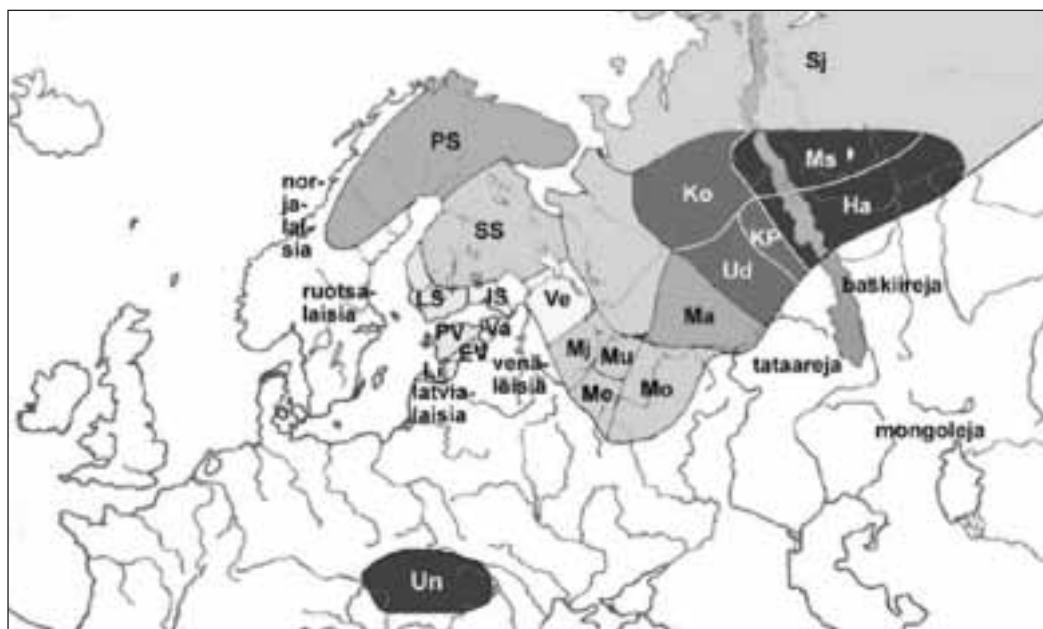 Sj
PS
Ms
Ko
Ha
nor-
ja-
lai-
sia
SS
KP
Ud
baškiireja
ruotsa-
laisia
LS
IS
Ve
Ma
PV
Va
EV
Mj
Mu
venä-
läisiä
tataareja
latvia-
laisia
Me
Mo
mongoleja
Un